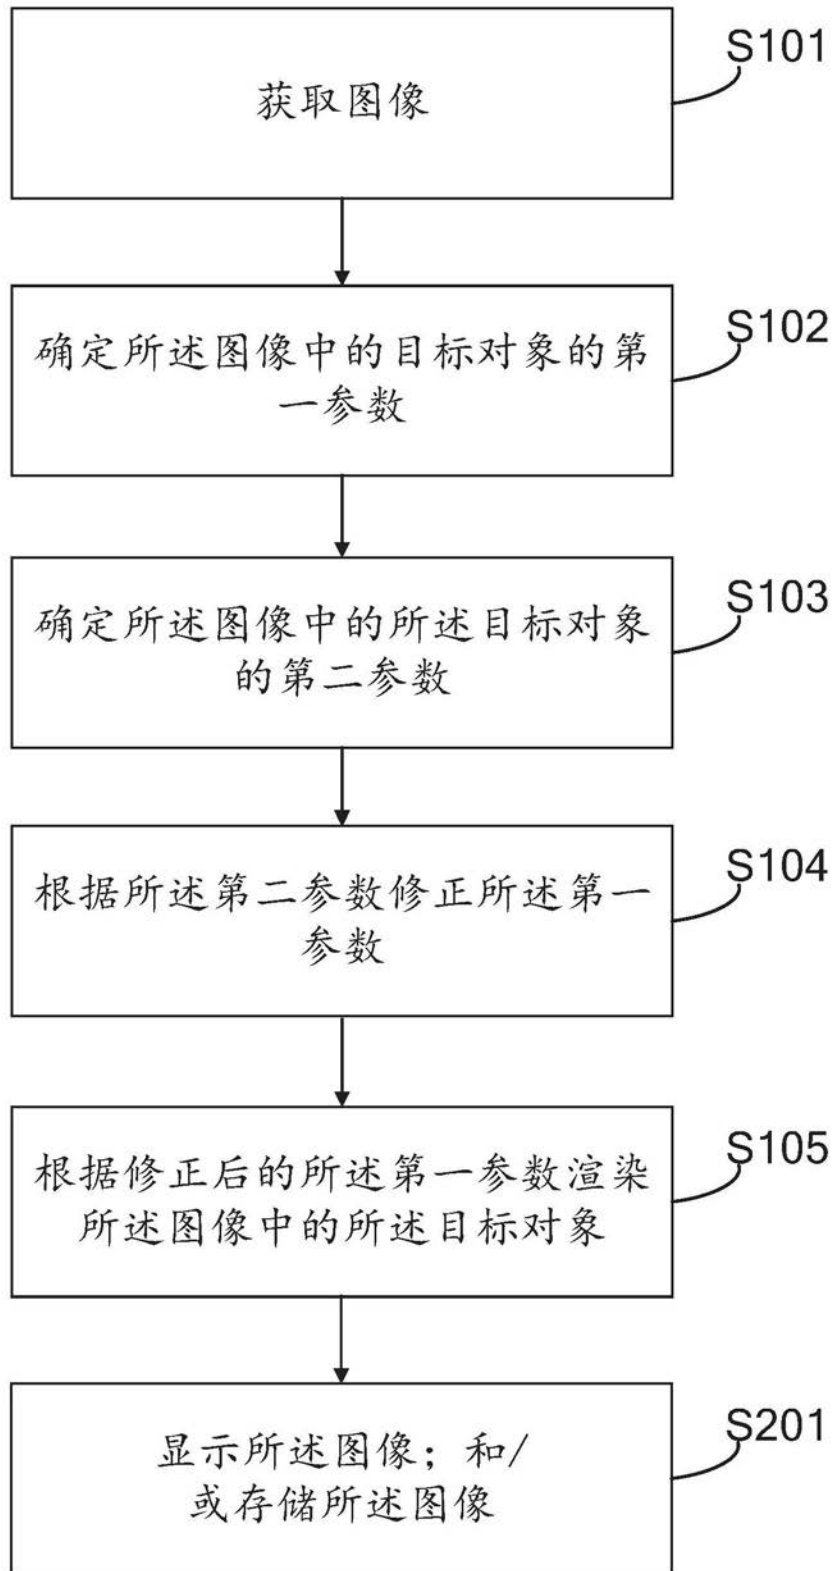 S101
获取图像
S102
确定所述图像中的目标对象的第
一参数
S103
确定所述图像中的所述目标对象
的第二参数
S104
根据所述第二参数修正所述第一
参数
S105
根据修正后的所述第一参数渲染
所述图像中的所述目标对象
S201
显示所述图像；和/
或存储所述图像